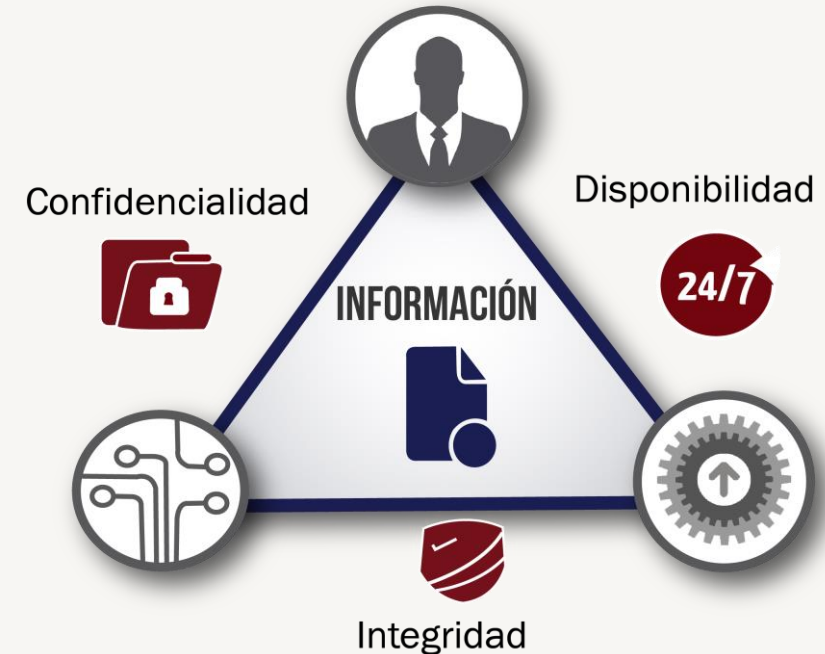 Confidencialidad
Disponibilidad
24/7
INFORMACIÓN
Integridad